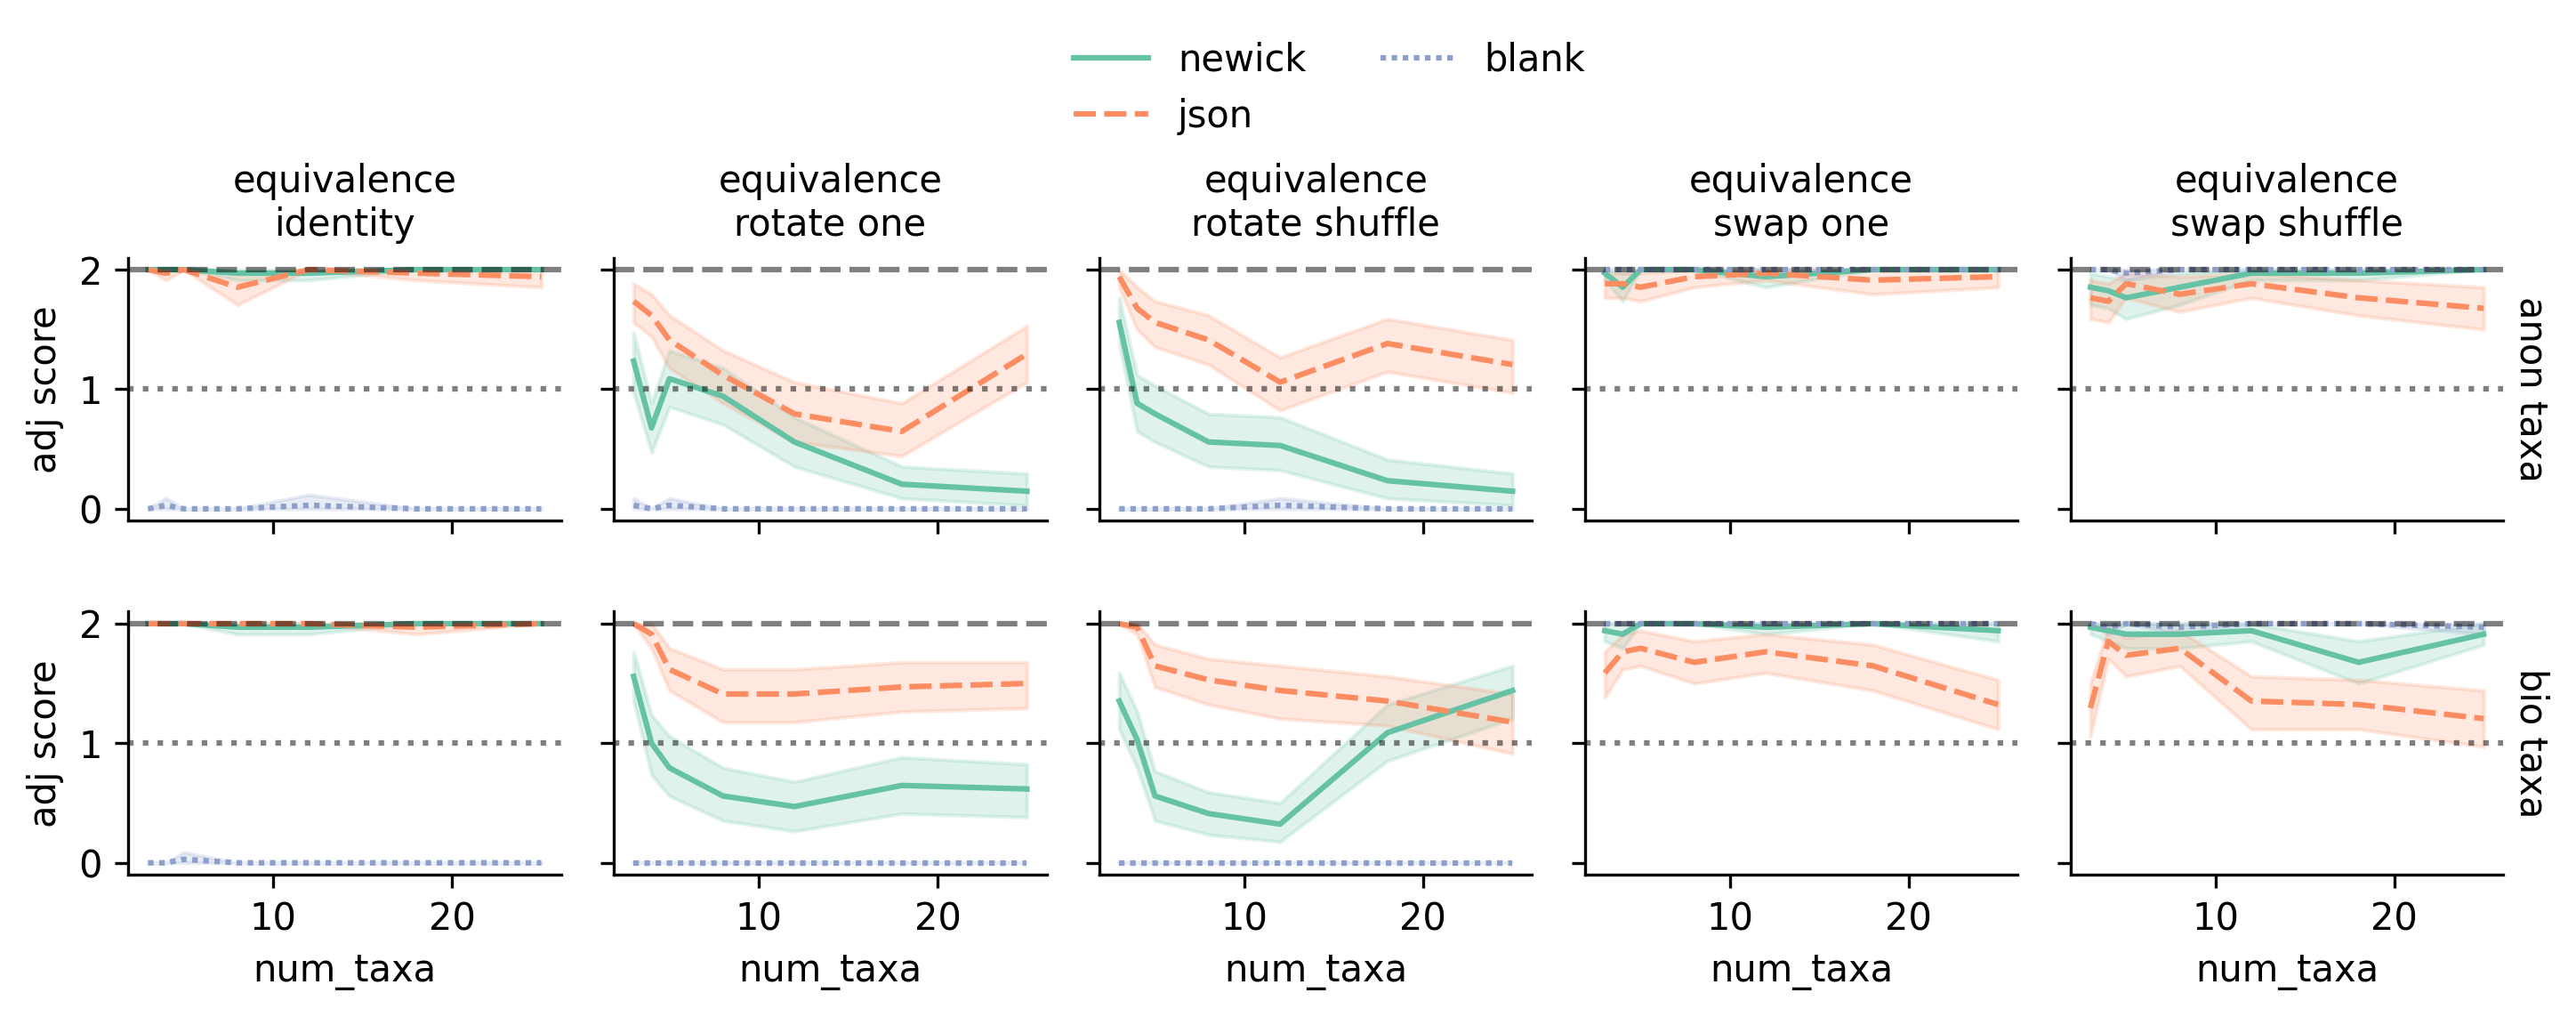 newick
blank
json
equivalence
identity
equivalence
rotate one
equivalence
rotate shuffle
equivalence
swap one
equivalence
swap shuffle
adj score
2
1
0
anon taxa
adj score
2
1
0
bio taxa
10
20
10
20
10
20
10
20
10
20
num_taxa
num_taxa
num_taxa
num_taxa
num_taxa